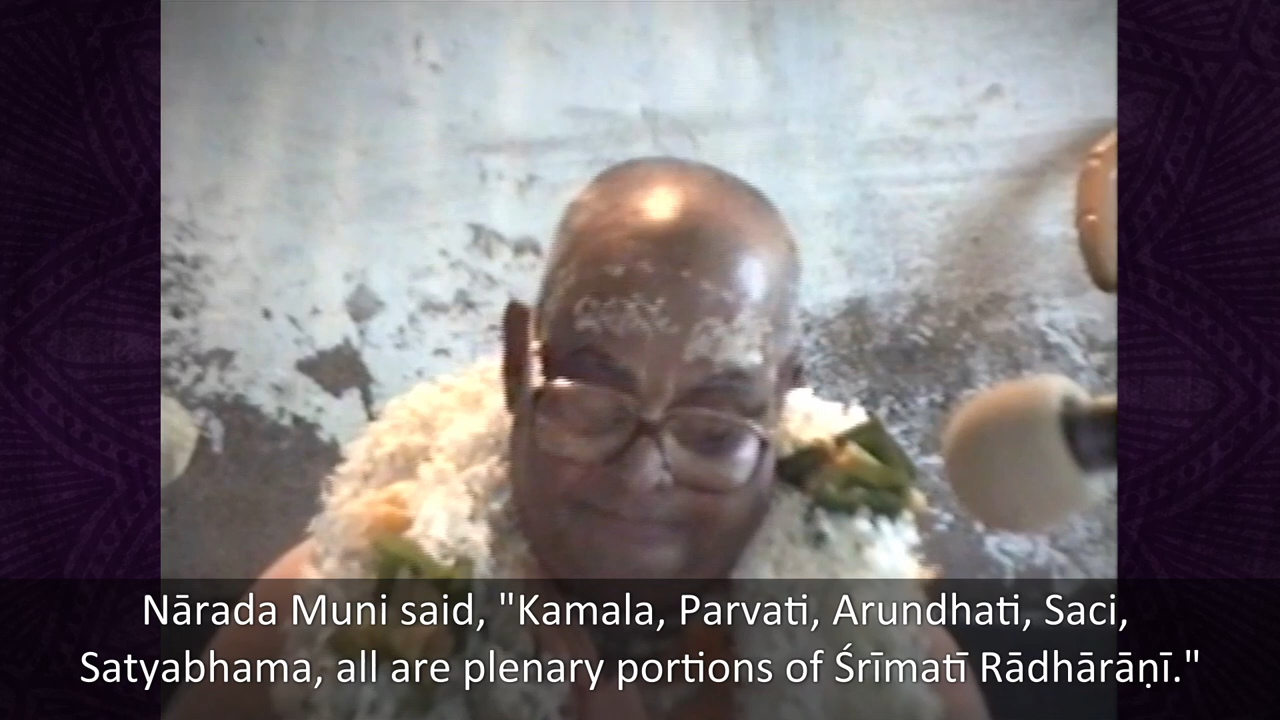 Nārada Muni said, "Kamala, Parvati, Arundhati, Saci,
Satyabhama, all are plenary portions of Śrīmatī Rādhārāṇī."